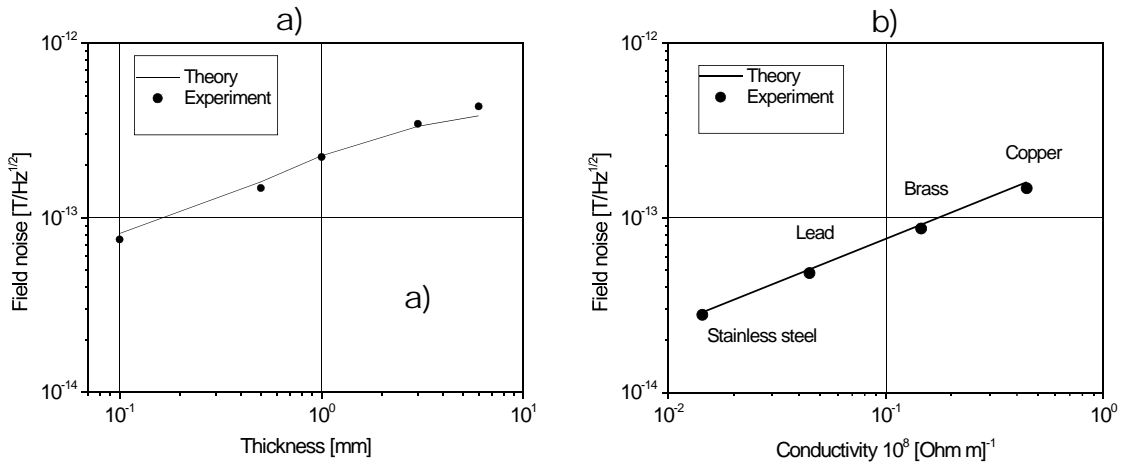 a)
10^-12
10^-13
10^-14
Field noise [T/Hz^1/2]
Theory
Experiment
a)
10^-1
10^0
10^1
Thickness [mm]
b)
10^-12
10^-13
10^-14
Field noise [T/Hz^1/2]
Theory
Experiment
Copper
Brass
Lead
Stainless steel
10^-2
10^-1
10^0
Conductivity 10^8 [Ohm m]^-1